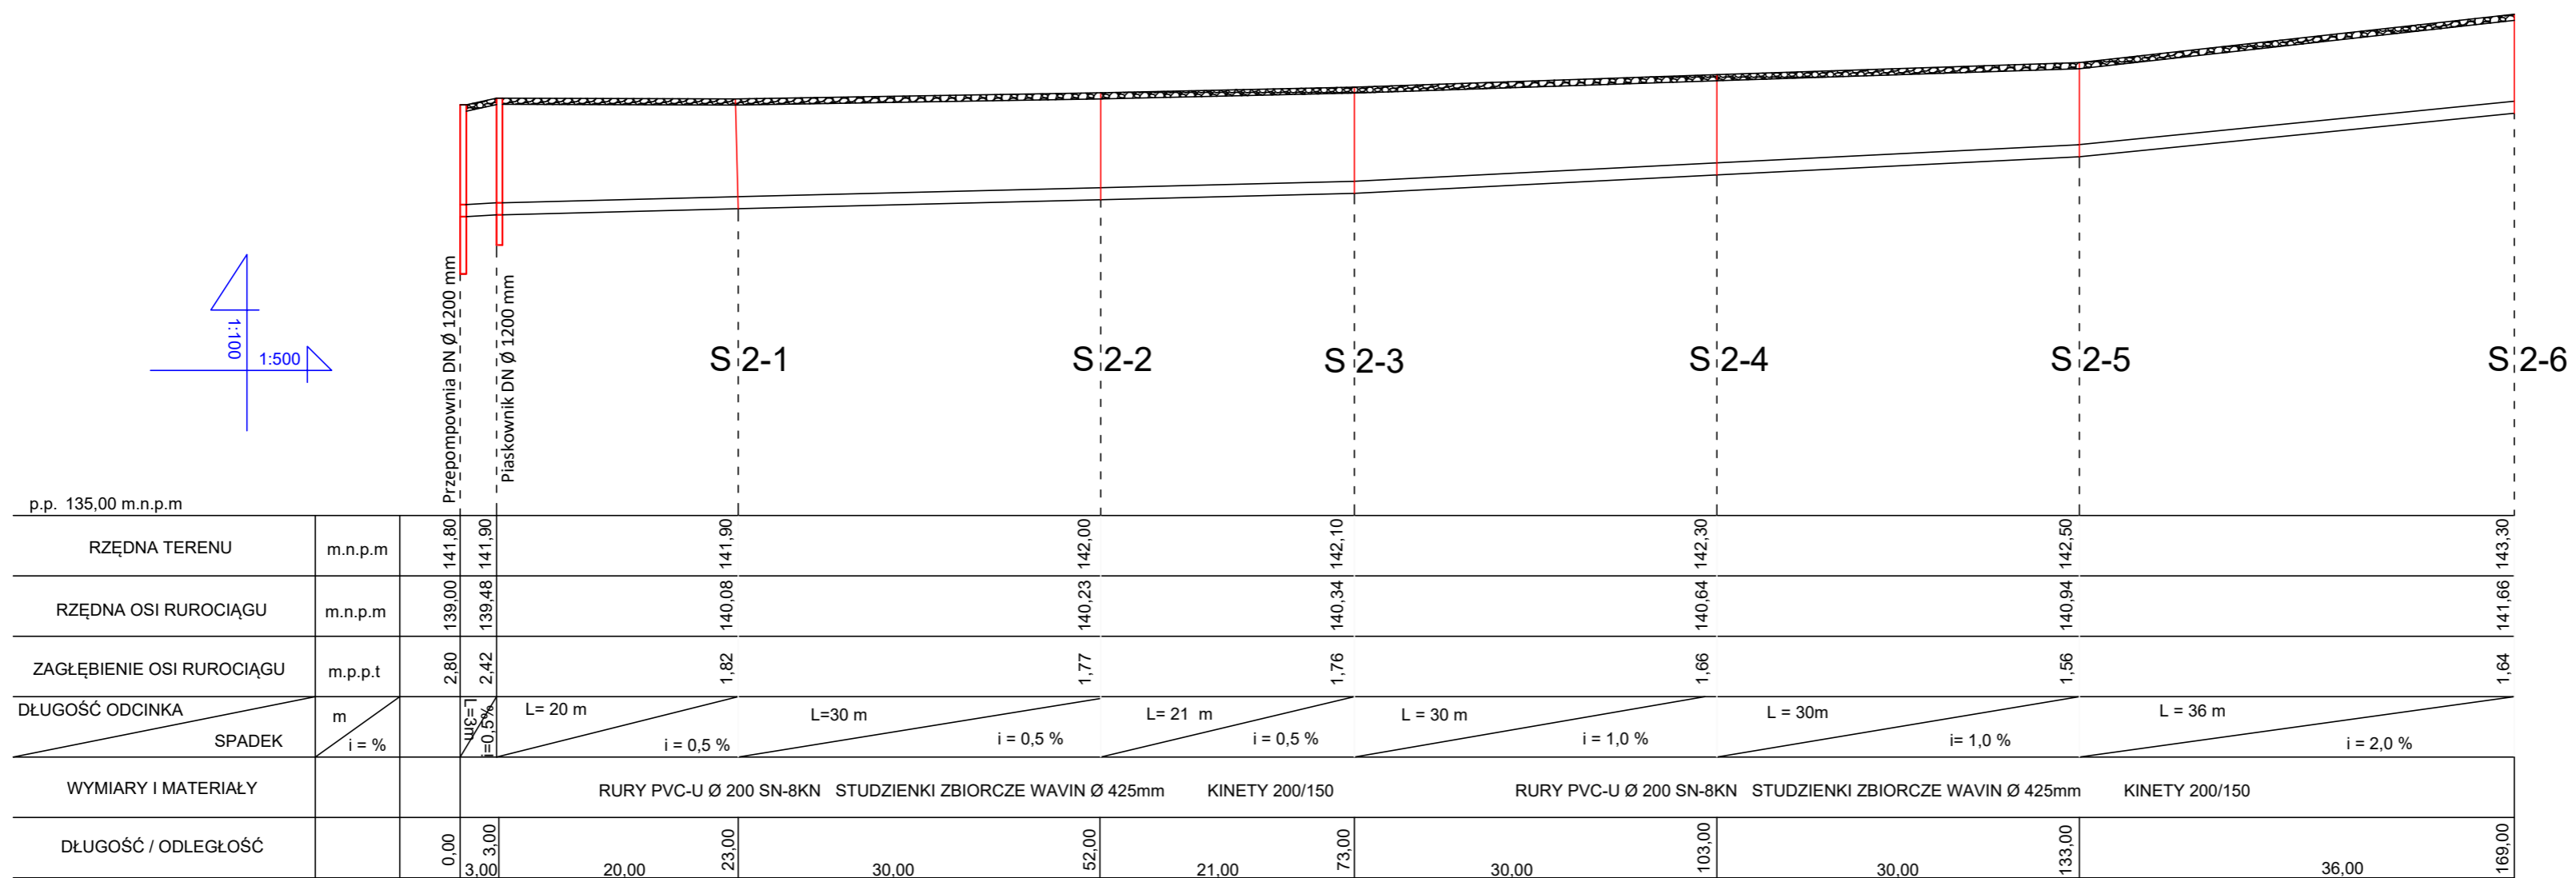 Przepompownia DN Ø 1200 mm
Piaskownik DN Ø 1200 mm
1:100
1:500
S 2-1
S 2-2
S 2-3
S 2-4
S 2-5
S 2-6
p.p. 135,00 m.n.p.m
RZĘDNA TERENU m.n.p.m 141,80 141,90 141,90 142,00 142,10 142,30 142,50 143,30
RZĘDNA OSI RUROCIĄGU m.n.p.m 139,00 139,48 140,08 140,23 140,34 140,64 140,94 141,66
ZAGŁĘBIENIE OSI RUROCIĄGU m.p.p.t 2,80 2,42 1,82 1,77 1,76 1,66 1,56 1,64
DŁUGOŚĆ ODCINKA m L=3m L= 20 m L=30 m L= 21 m L = 30 m L = 30m L = 36 m
SPADEK i = % i=0,5% i = 0,5 % i = 0,5 % i = 0,5 % i = 1,0 % i= 1,0 % i = 2,0 %
WYMIARY I MATERIAŁY RURY PVC-U Ø 200 SN-8KN STUDZIENKI ZBIORCZE WAVIN Ø 425mm KINETY 200/150 RURY PVC-U Ø 200 SN-8KN STUDZIENKI ZBIORCZE WAVIN Ø 425mm KINETY 200/150
DŁUGOŚĆ / ODLEGŁOŚĆ 0,00 3,00 23,00 52,00 73,00 103,00 133,00 169,00
3,00 20,00 30,00 21,00 30,00 30,00 36,00